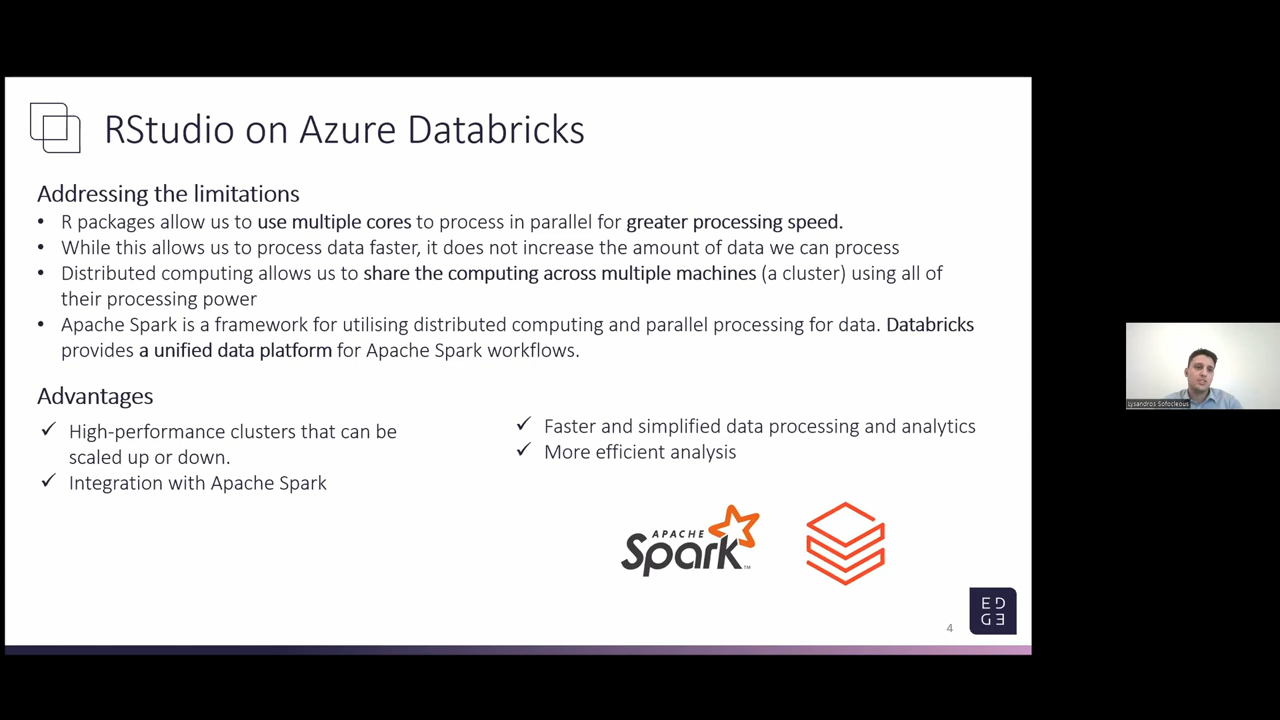 RStudio on Azure Databricks
Addressing the limitations
• R packages allow us to use multiple cores to process in parallel for greater processing speed.
• While this allows us to process data faster, it does not increase the amount of data we can process
• Distributed computing allows us to share the computing across multiple machines (a cluster) using all of
their processing power
• Apache Spark is a framework for utilising distributed computing and parallel processing for data. Databricks
provides a unified data platform for Apache Spark workflows.
Advantages
✓ High-performance clusters that can be
scaled up or down.
✓ Integration with Apache Spark
✓ Faster and simplified data processing and analytics
✓ More efficient analysis
APACHE
Spark™
ED
GE
4
Lysandros Sofocleous